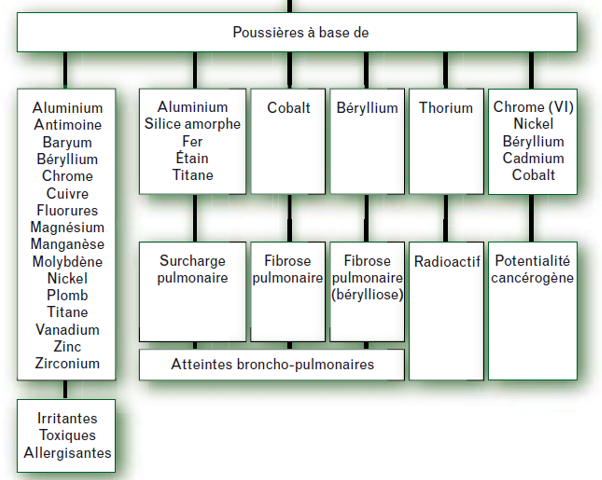 Poussières à base de
Aluminium
Antimoine
Baryum
Béryllium
Chrome
Cuivre
Fluorures
Magnésium
Manganèse
Molybdène
Nickel
Plomb
Titane
Vanadium
Zinc
Zirconium
Irritantes
Toxiques
Allergisantes
Aluminium
Silice amorphe
Fer
Étain
Titane
Surcharge
pulmonaire
Cobalt
Fibrose
pulmonaire
Béryllium
Fibrose
pulmonaire
(bérylliose)
Atteintes broncho-pulmonaires
Thorium
Radioactif
Chrome (VI)
Nickel
Béryllium
Cadmium
Cobalt
Potentialité
cancérogène